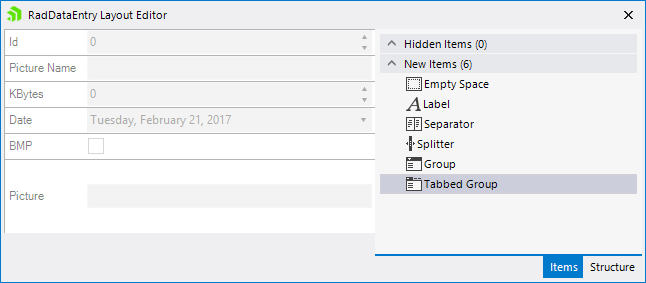 RadDataEntry Layout Editor
Id 0
Picture Name
KBytes 0
Date Tuesday, February 21, 2017
BMP
Picture
Hidden Items (0)
New Items (6)
Empty Space
Label
Separator
Splitter
Group
Tabbed Group
Items Structure